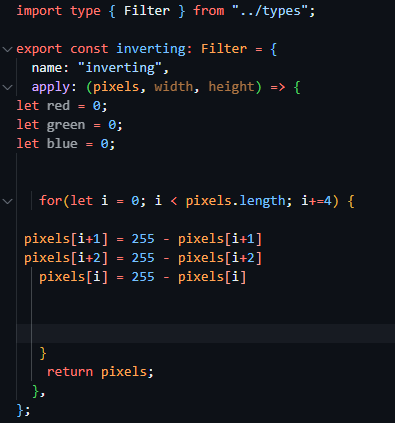 import type { Filter } from "../types";
export const inverting: Filter = {
name: "inverting",
apply: (pixels, width, height) => {
let red = 0;
let green = 0;
let blue = 0;
for(let i = 0; i < pixels.length; i+=4) {
pixels[i+1] = 255 - pixels[i+1]
pixels[i+2] = 255 - pixels[i+2]
pixels[i] = 255 - pixels[i]
}
return pixels;
},
};